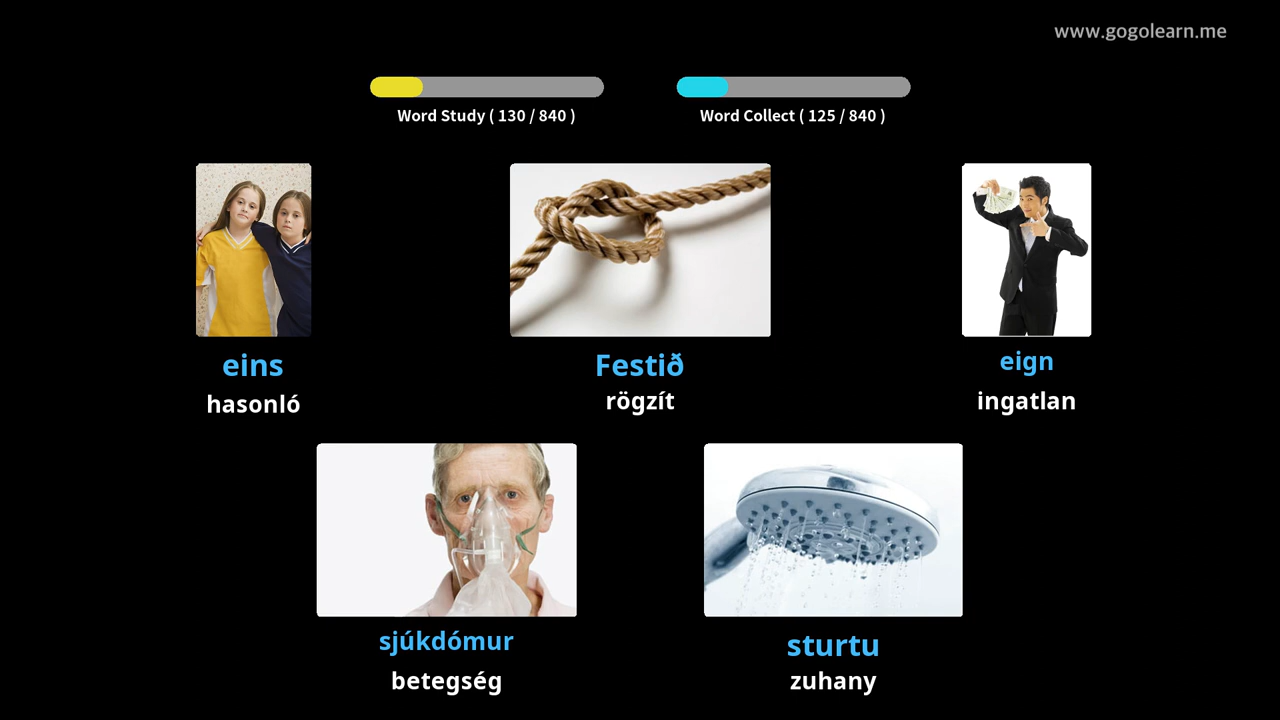 www.gogolearn.me
Word Study ( 130 / 840 )
Word Collect ( 125 / 840 )
eins
hasonló
Festið
rögzít
eign
ingatlan
sjúkdómur
betegség
sturtu
zuhany